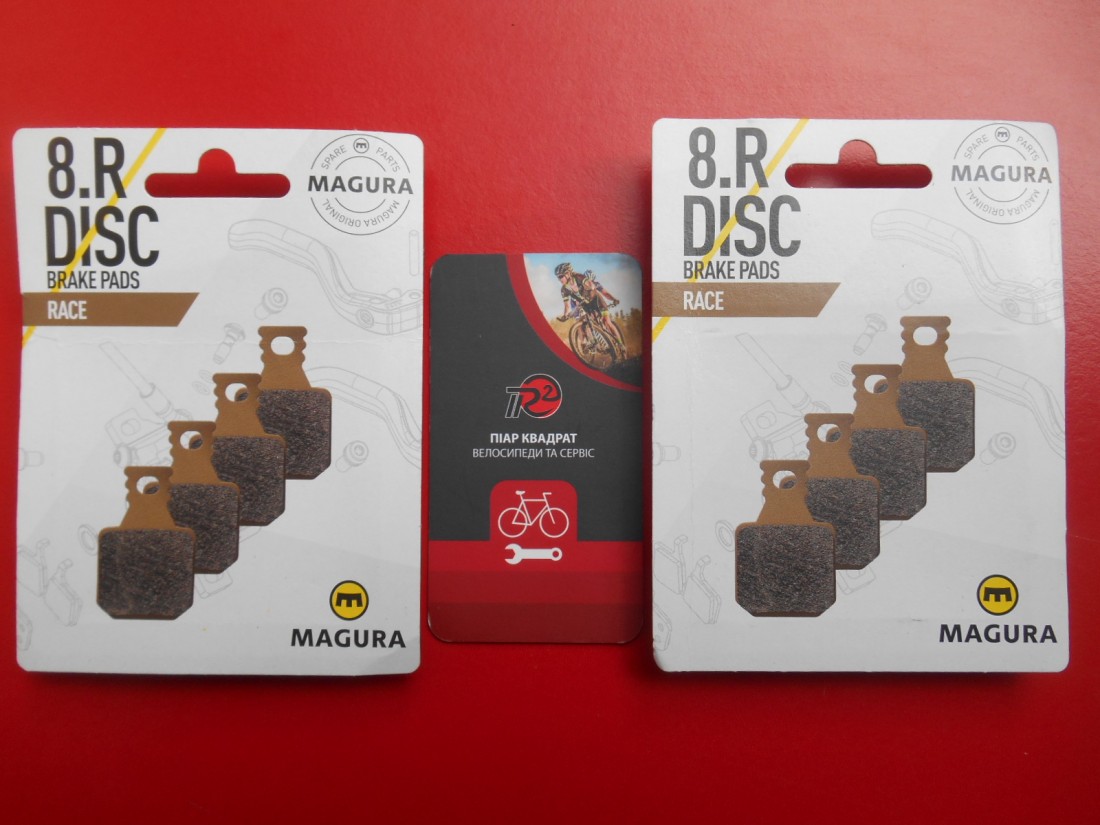 8.R
DISC
BRAKE PADS
RACE
SPARE PARTS
MAGURA
MAGURA ORIGINAL
MAGURA
ПІАР КВАДРАТ
ВЕЛОСИПЕДИ ТА СЕРВІС
8.R
DISC
BRAKE PADS
RACE
SPARE PARTS
MAGURA
MAGURA ORIGINAL
MAGURA